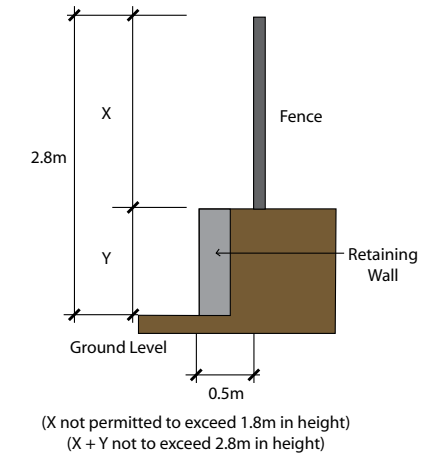 X
Fence
2.8m
Y
Retaining
Wall
Ground Level
0.5m
(X not permitted to exceed 1.8m in height)
(X + Y not to exceed 2.8m in height)